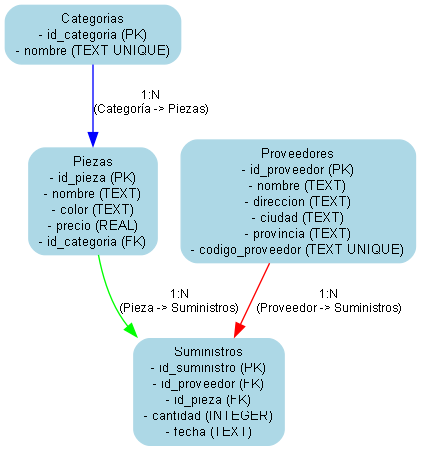 Categorias
- id_categoria (PK)
- nombre (TEXT UNIQUE)
1:N
(Categoría -> Piezas)
Piezas
- id_pieza (PK)
- nombre (TEXT)
- color (TEXT)
- precio (REAL)
- id_categoria (FK)
Proveedores
- id_proveedor (PK)
- nombre (TEXT)
- direccion (TEXT)
- ciudad (TEXT)
- provincia (TEXT)
- codigo_proveedor (TEXT UNIQUE)
1:N
(Pieza -> Suministros)
1:N
(Proveedor -> Suministros)
Suministros
- id_suministro (PK)
- id_proveedor (FK)
- id_pieza (FK)
- cantidad (INTEGER)
- fecha (TEXT)